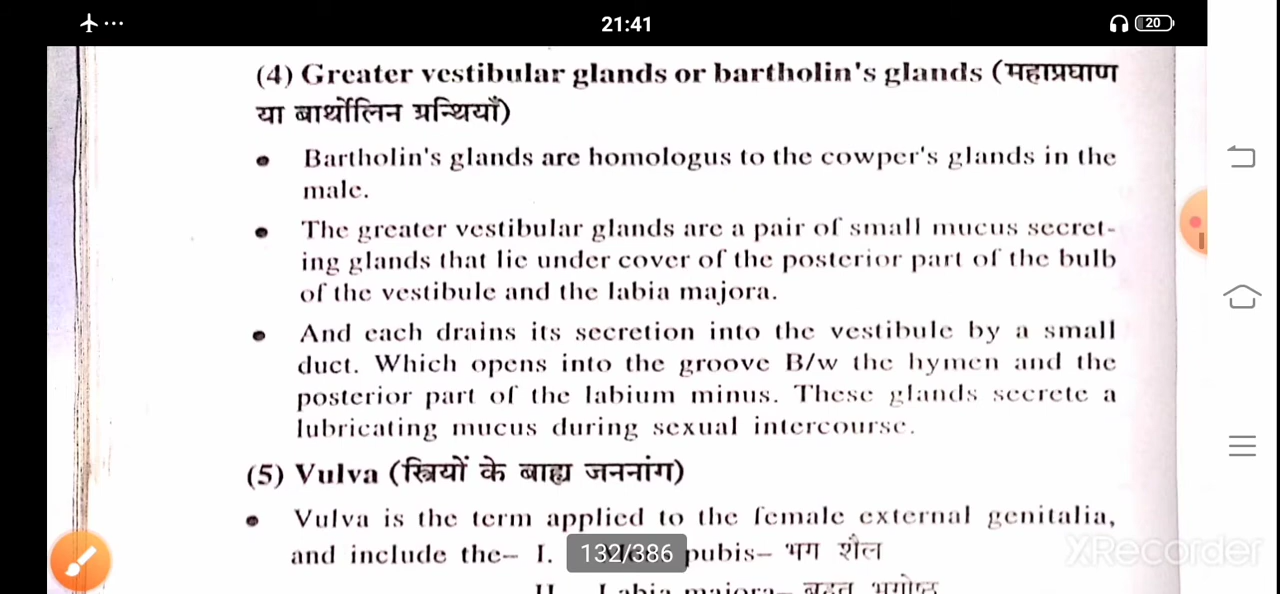 21:41
20
(4) Greater vestibular glands or bartholin's glands (महाप्रघाण
या बार्थोलिन ग्रन्थियाँ)
• Bartholin's glands are homologus to the cowper's glands in the
male.
• The greater vestibular glands are a pair of small mucus secret-
ing glands that lie under cover of the posterior part of the bulb
of the vestibule and the labia majora.
• And each drains its secretion into the vestibule by a small
duct. Which opens into the groove B/w the hymen and the
posterior part of the labium minus. These glands secrete a
lubricating mucus during sexual intercourse.
(5) Vulva (स्त्रियों के बाह्य जननांग)
• Vulva is the term applied to the female external genitalia,
and include the– I. pubis– भग शैल
132/386
II. Labia majora– बृहत् भगोष्ठ
XRecorder